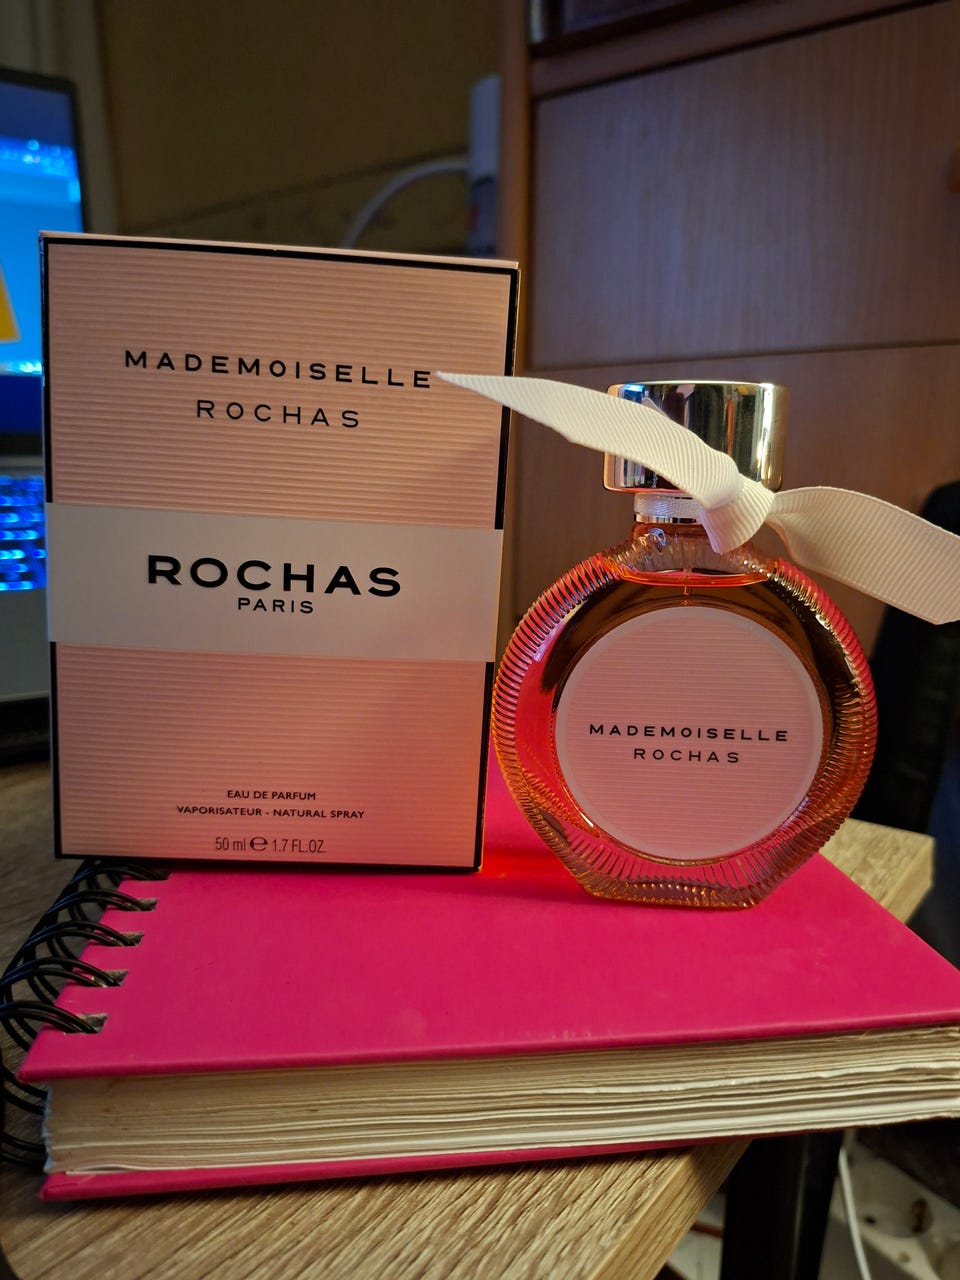 MADEMOISELLE
ROCHAS
ROCHAS
PARIS
EAU DE PARFUM
VAPORISATEUR - NATURAL SPRAY
50 ml ℮ 1.7 FL.OZ.
MADEMOISELLE
ROCHAS